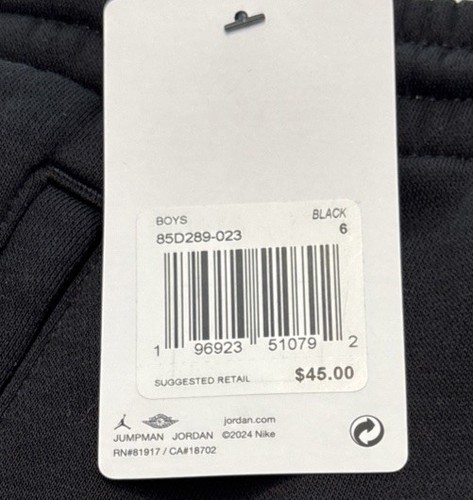 BOYS BLACK
85D289-023 6
1 96923 51079 2
SUGGESTED RETAIL $45.00
jordan.com
JUMPMAN JORDAN ©2024 Nike
RN#81917 / CA#18702